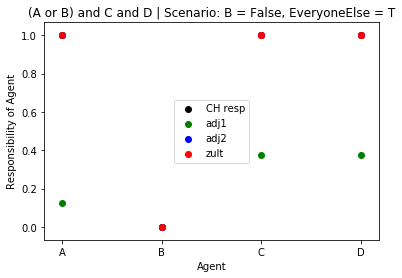 (A or B) and C and D | Scenario: B = False, EveryoneElse = T
Responsibility of Agent
1.0
0.8
0.6
0.4
0.2
0.0
CH resp
adj1
adj2
zult
A B C D
Agent